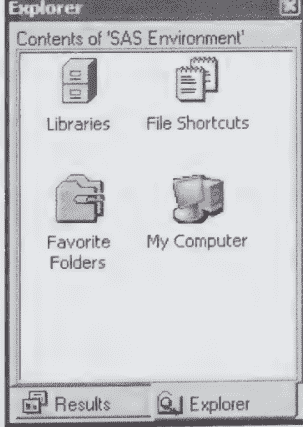 Explorer
Contents of 'SAS Environment'
Libraries
File Shortcuts
Favorite
Folders
My Computer
Results
Explorer